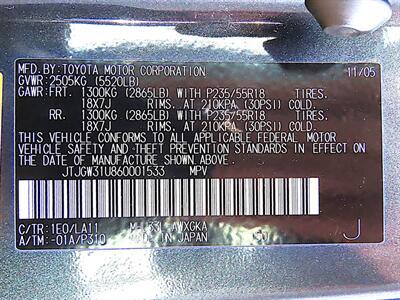 MFD.BY: TOYOTA MOTOR CORPORATION 11/05
GVWR: 2505KG (5520LB)
GAWR: FRT. 1300KG (2865LB) WITH P235/55R18 TIRES.
18X7J RIMS. AT 210KPA (30PSI) COLD.
RR. 1300KG (2865LB) WITH P235/55R18 TIRES.
18X7J RIMS. AT 210KPA (30PSI) COLD.
THIS VEHICLE CONFORMS TO ALL APPLICABLE FEDERAL MOTOR
VEHICLE SAFETY AND THEFT PREVENTION STANDARDS IN EFFECT ON
THE DATE OF MANUFACTURE SHOWN ABOVE.
JTJGW31U860001533 MPV
C/TR: 1E0/LA11 AWXGKA
A/TM: -01A/P310 MADE IN JAPAN J